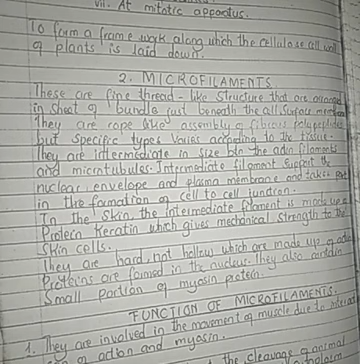 vii. At mitotic apparatus.
To form a frame work along which the cellulose cell wall
of plants is laid down.
2. MICROFILAMENTS
These are fine thread-like structure that are arranged
in sheat of bundle just beneath the cell surface membran
They are rope like assembly of fibrous polypeptides
but specific types varies according to the tissue.
They are intermediate in size of the actin filaments
and microtubules. Intermediate filament support the
nuclear envelope and plasma membrane and takes part
in the formation of cell to cell junction.
In the skin, the intermediate filament is made up of
Protein Keratin which gives mechanical strength to the
Skin cells.
They are hard, not hollow which are made up of actin
Proteins are formed in the nucleus. They also contain
Small portion of myosin protein.
FUNCTION OF MICROFILAMENTS.
1. They are involved in the movement of muscle due to interact
of actin and myosin.
the cleavage of animal